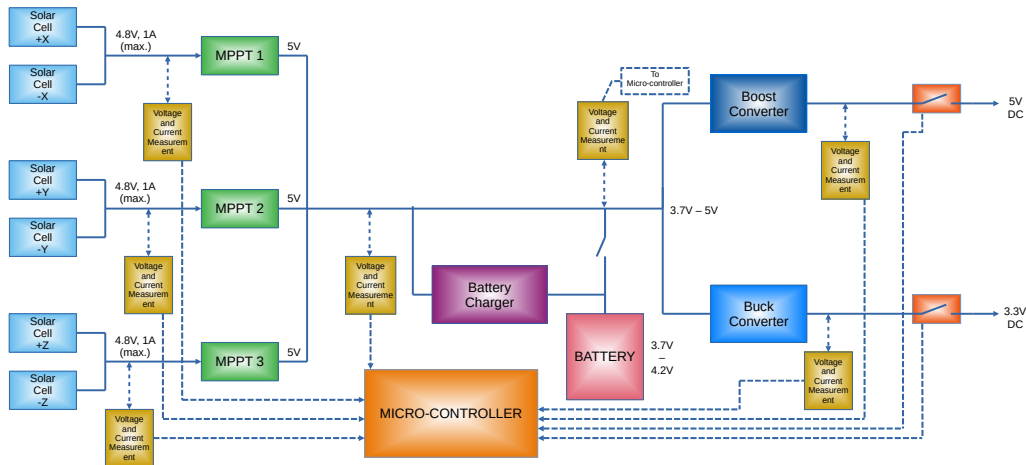 Solar
Cell
+X
Solar
Cell
-X
4.8V, 1A
(max.)
MPPT 1
5V
Voltage
and
Current
Measurem
ent
Solar
Cell
+Y
Solar
Cell
-Y
4.8V, 1A
(max.)
MPPT 2
5V
Voltage
and
Current
Measurem
ent
Solar
Cell
+Z
Solar
Cell
-Z
4.8V, 1A
(max.)
MPPT 3
5V
Voltage
and
Current
Measurem
ent
Voltage
and
Current
Measureme
nt
Battery
Charger
MICRO-CONTROLLER
To
Micro-controller
Voltage
and
Current
Measureme
nt
BATTERY
3.7V
–
4.2V
3.7V – 5V
Boost
Converter
Voltage
and
Current
Measurem
ent
5V
DC
Buck
Converter
Voltage
and
Current
Measurem
ent
3.3V
DC